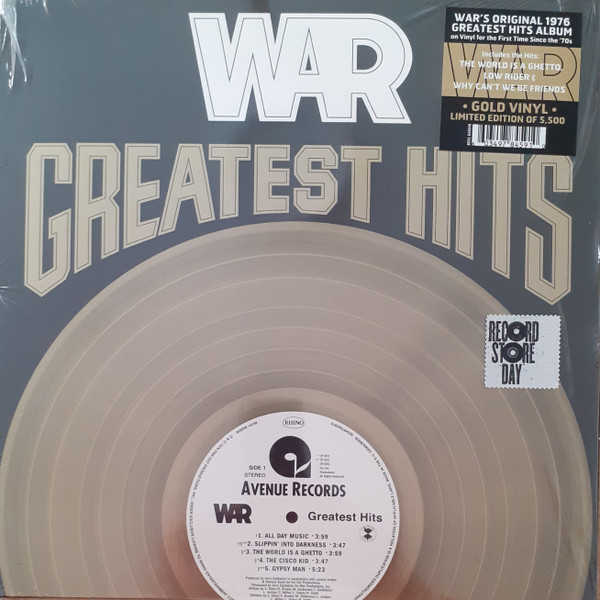 WAR
GREATEST HITS
WAR'S ORIGINAL 1976
GREATEST HITS ALBUM
on Vinyl for the First Time Since the '70s
Includes the Hits:
THE WORLD IS A GHETTO
LOW RIDER &
WHY CAN'T WE BE FRIENDS
WAR
• GOLD VINYL •
LIMITED EDITION OF 5,500
RECORD
STORE
DAY
RHINO
SIDE 1
STEREO
AVENUE RECORDS
WAR
Greatest Hits
1. ALL DAY MUSIC • 3:59
2. SLIPPIN' INTO DARKNESS • 3:47
3. THE WORLD IS A GHETTO • 3:59
4. THE CISCO KID • 3:47
5. GYPSY MAN • 5:23